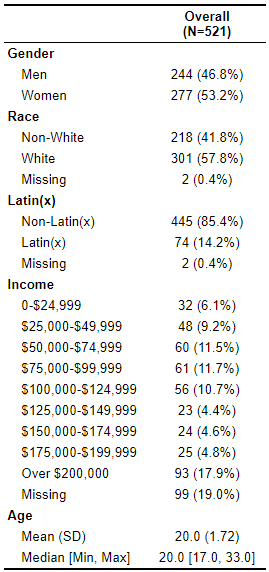 Overall
(N=521)
Gender
Men 244 (46.8%)
Women 277 (53.2%)
Race
Non-White 218 (41.8%)
White 301 (57.8%)
Missing 2 (0.4%)
Latin(x)
Non-Latin(x) 445 (85.4%)
Latin(x) 74 (14.2%)
Missing 2 (0.4%)
Income
0-$24,999 32 (6.1%)
$25,000-$49,999 48 (9.2%)
$50,000-$74,999 60 (11.5%)
$75,000-$99,999 61 (11.7%)
$100,000-$124,999 56 (10.7%)
$125,000-$149,999 23 (4.4%)
$150,000-$174,999 24 (4.6%)
$175,000-$199,999 25 (4.8%)
Over $200,000 93 (17.9%)
Missing 99 (19.0%)
Age
Mean (SD) 20.0 (1.72)
Median [Min, Max] 20.0 [17.0, 33.0]